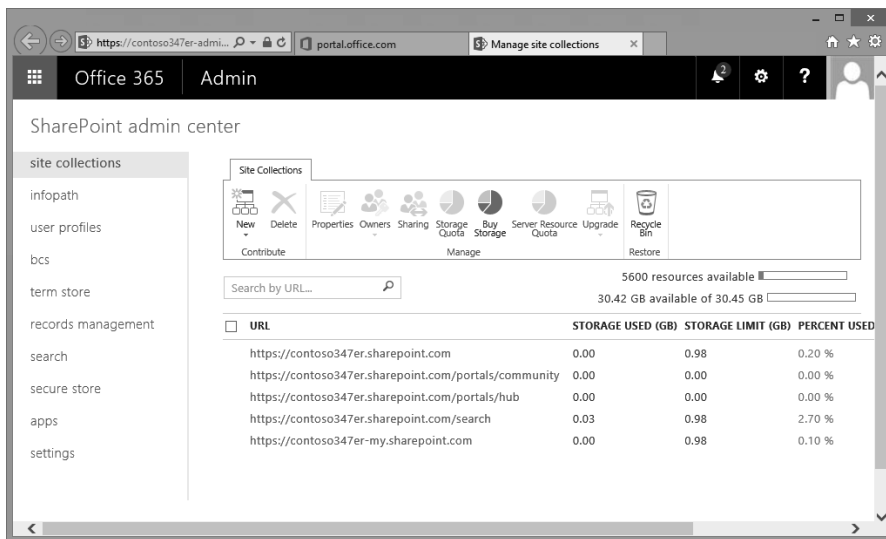 https://contoso347er-admi...
portal.office.com
Manage site collections
Office 365
Admin
2
?
SharePoint admin center
site collections
infopath
user profiles
bcs
term store
records management
search
secure store
apps
settings
Site Collections
New
Delete
Properties
Owners
Sharing
Storage Quota
Buy Storage
Server Resource Quota
Upgrade
Recycle Bin
Contribute
Manage
Restore
Search by URL...
5600 resources available
30.42 GB available of 30.45 GB
URL STORAGE USED (GB) STORAGE LIMIT (GB) PERCENT USED
https://contoso347er.sharepoint.com 0.00 0.98 0.20 %
https://contoso347er.sharepoint.com/portals/community 0.00 0.00 0.00 %
https://contoso347er.sharepoint.com/portals/hub 0.00 0.00 0.00 %
https://contoso347er.sharepoint.com/search 0.03 0.98 2.70 %
https://contoso347er-my.sharepoint.com 0.00 0.98 0.10 %